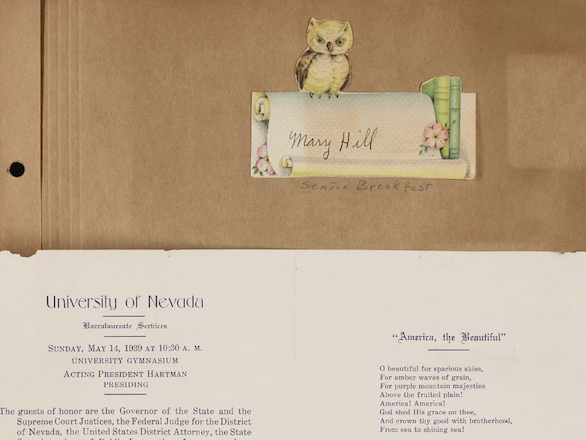 Mary Hill
Senior Breakfast
University of Nevada
Baccalaureate Services
SUNDAY, MAY 14, 1939 AT 10:30 A. M.
UNIVERSITY GYMNASIUM
ACTING PRESIDENT HARTMAN
PRESIDING
The guests of honor are the Governor of the State and the
Supreme Court Justices, the Federal Judge for the District
of Nevada, the United States District Attorney, the State
"America, the Beautiful"
O beautiful for spacious skies,
For amber waves of grain,
For purple mountain majesties
Above the fruited plain!
America! America!
God shed His grace on thee,
And crown thy good with brotherhood,
From sea to shining sea!